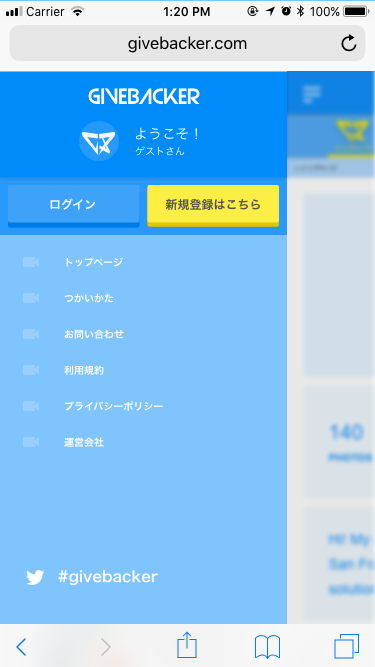 Carrier 1:20 PM 100%
givebacker.com
GIVEBACKER
ようこそ！
ゲストさん
ログイン
新規登録はこちら
トップページ
つかいかた
お問い合わせ
利用規約
プライバシーポリシー
運営会社
140
PHOTOS
Hi! My
San Fr
solution
#givebacker